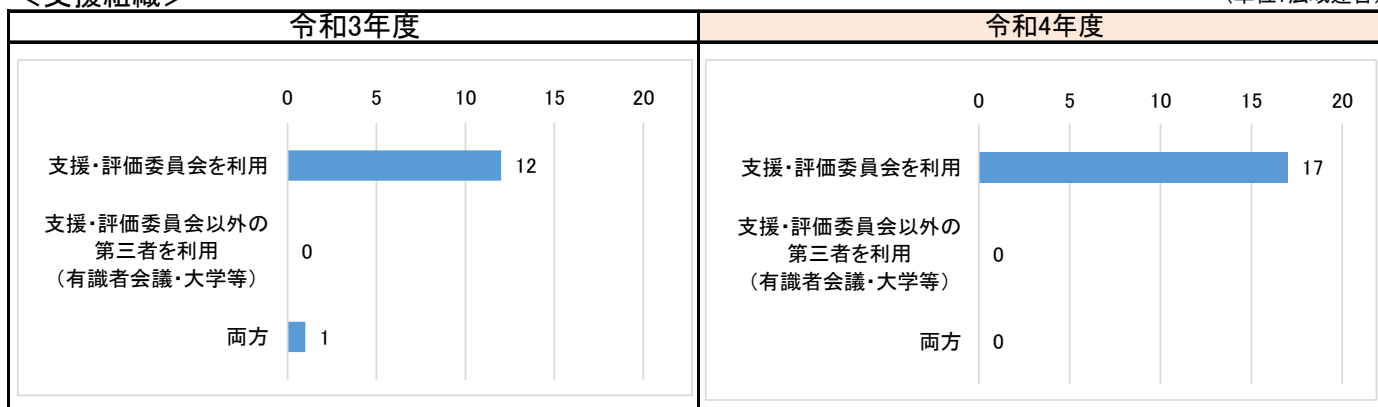 ＜支援組織＞
令和3年度
令和4年度
0 5 10 15 20
支援・評価委員会を利用 12
支援・評価委員会以外の
第三者を利用 0
（有識者会議・大学等）
両方 1
0 5 10 15 20
支援・評価委員会を利用 17
支援・評価委員会以外の
第三者を利用 0
（有識者会議・大学等）
両方 0